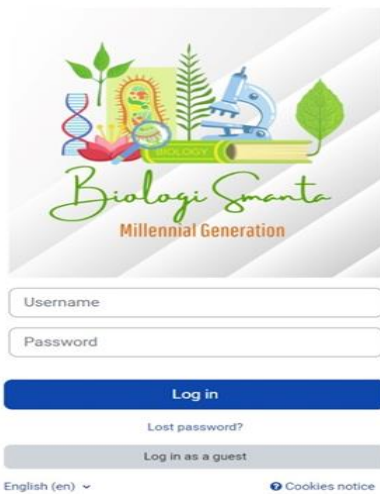 BIOLOGY
Biologi Smanta
Millennial Generation
Username
Password
Log in
Lost password?
Log in as a guest
English (en)
Cookies notice